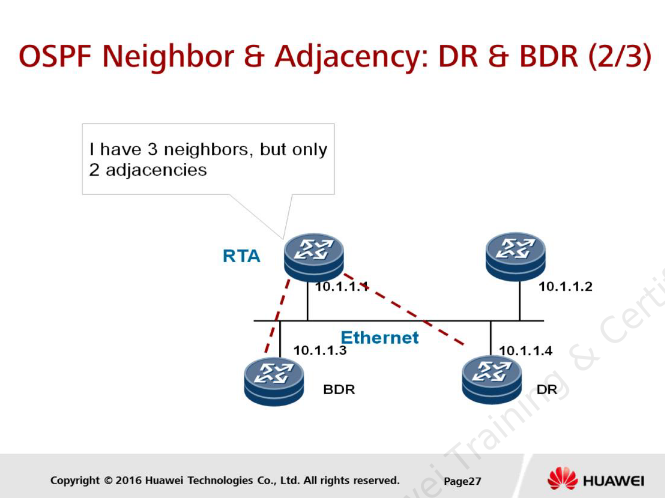 OSPF Neighbor & Adjacency: DR & BDR (2/3)
I have 3 neighbors, but only
2 adjacencies
RTA
10.1.1.1
10.1.1.2
Ethernet
10.1.1.3
10.1.1.4
BDR
DR
Training & Certif
Copyright © 2016 Huawei Technologies Co., Ltd. All rights reserved.
Page27
HUAWEI